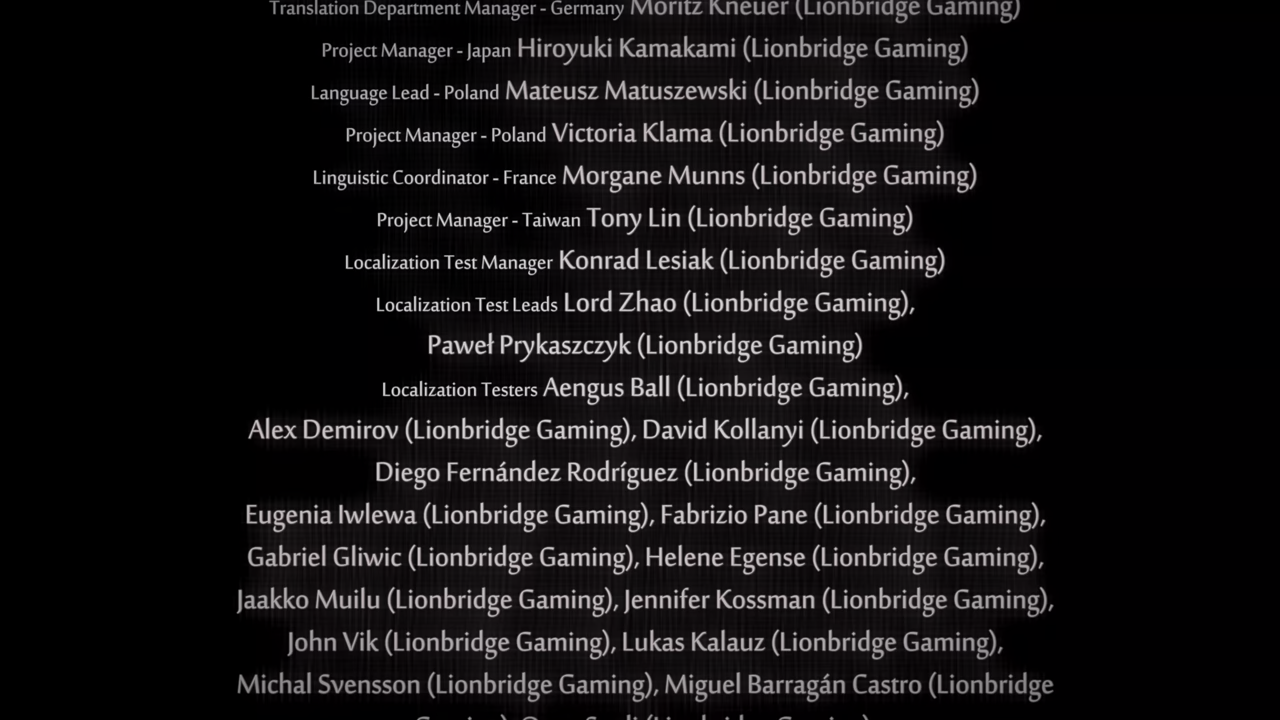 Translation Department Manager - Germany Moritz Kneuer (Lionbridge Gaming)
Project Manager - Japan Hiroyuki Kamakami (Lionbridge Gaming)
Language Lead - Poland Mateusz Matuszewski (Lionbridge Gaming)
Project Manager - Poland Victoria Klama (Lionbridge Gaming)
Linguistic Coordinator - France Morgane Munns (Lionbridge Gaming)
Project Manager - Taiwan Tony Lin (Lionbridge Gaming)
Localization Test Manager Konrad Lesiak (Lionbridge Gaming)
Localization Test Leads Lord Zhao (Lionbridge Gaming),
Paweł Prykaszczyk (Lionbridge Gaming)
Localization Testers Aengus Ball (Lionbridge Gaming),
Alex Demirov (Lionbridge Gaming), David Kollanyi (Lionbridge Gaming),
Diego Fernández Rodríguez (Lionbridge Gaming),
Eugenia Iwlewa (Lionbridge Gaming), Fabrizio Pane (Lionbridge Gaming),
Gabriel Gliwic (Lionbridge Gaming), Helene Egense (Lionbridge Gaming),
Jaakko Muilu (Lionbridge Gaming), Jennifer Kossman (Lionbridge Gaming),
John Vik (Lionbridge Gaming), Lukas Kalauz (Lionbridge Gaming),
Michal Svensson (Lionbridge Gaming), Miguel Barragán Castro (Lionbridge